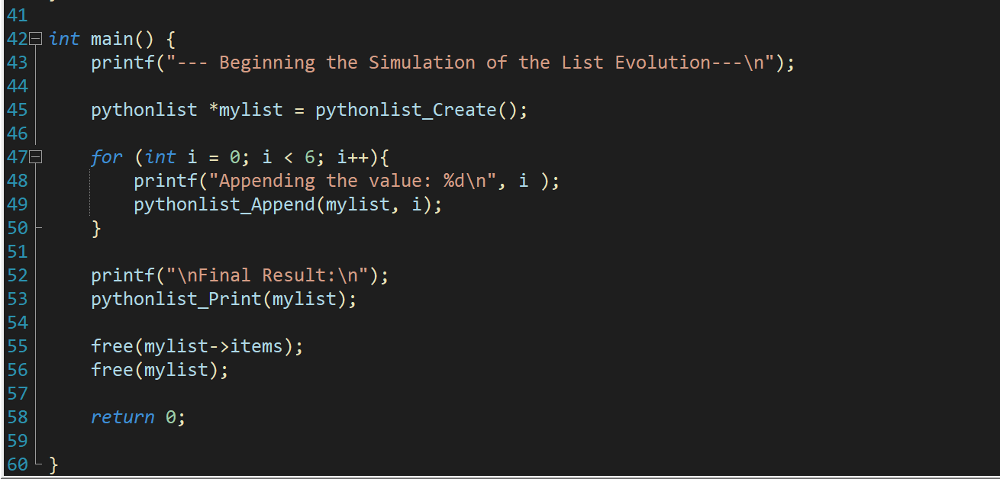 41
42 int main() {
43     printf("--- Beginning the Simulation of the List Evolution---\n");
44
45     pythonlist *mylist = pythonlist_Create();
46
47     for (int i = 0; i < 6; i++){
48         printf("Appending the value: %d\n", i );
49         pythonlist_Append(mylist, i);
50     }
51
52     printf("\nFinal Result:\n");
53     pythonlist_Print(mylist);
54
55     free(mylist->items);
56     free(mylist);
57
58     return 0;
59
60 }